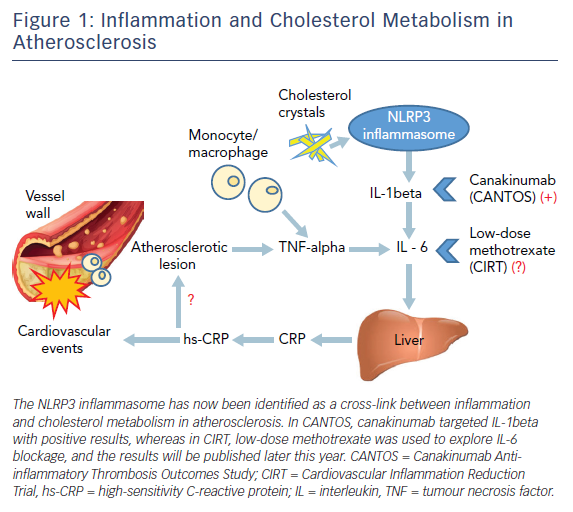 Figure 1: Inflammation and Cholesterol Metabolism in
Atherosclerosis
Cholesterol
crystals
NLRP3
inflammasome
Monocyte/
macrophage
IL-1beta
Canakinumab
(CANTOS) (+)
Vessel
wall
Atherosclerotic
lesion
TNF-alpha
IL - 6
Low-dose
methotrexate
(CIRT) (?)
?
Cardiovascular
events
hs-CRP
CRP
Liver
The NLRP3 inflammasome has now been identified as a cross-link between inflammation
and cholesterol metabolism in atherosclerosis. In CANTOS, canakinumab targeted IL-1beta
with positive results, whereas in CIRT, low-dose methotrexate was used to explore IL-6
blockage, and the results will be published later this year. CANTOS = Canakinumab Anti-
inflammatory Thrombosis Outcomes Study; CIRT = Cardiovascular Inflammation Reduction
Trial, hs-CRP = high-sensitivity C-reactive protein; IL = interleukin, TNF = tumour necrosis factor.